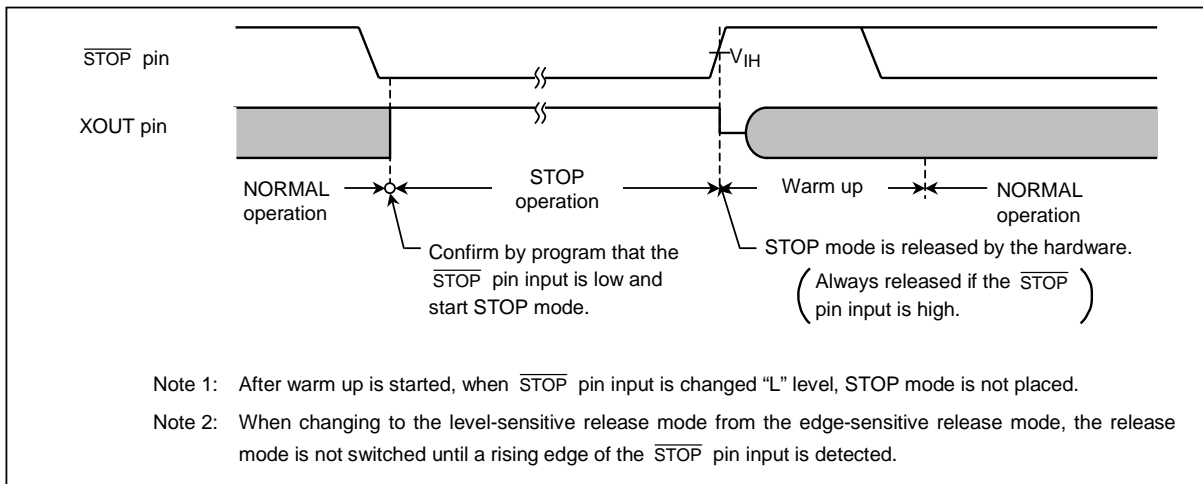 STOP pin
VIH
XOUT pin
NORMAL operation
STOP operation
Warm up
NORMAL operation
Confirm by program that the
STOP pin input is low and
start STOP mode.
STOP mode is released by the hardware.
(Always released if the STOP
pin input is high.)
Note 1: After warm up is started, when STOP pin input is changed “L” level, STOP mode is not placed.
Note 2: When changing to the level-sensitive release mode from the edge-sensitive release mode, the release
mode is not switched until a rising edge of the STOP pin input is detected.